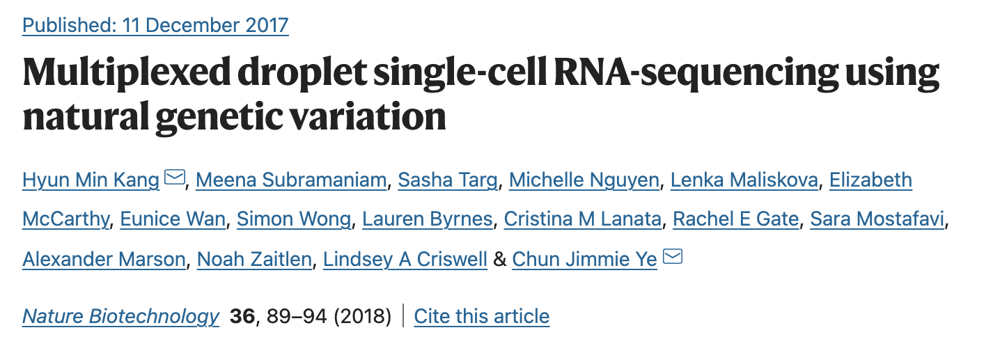 Published: 11 December 2017
Multiplexed droplet single-cell RNA-sequencing using
natural genetic variation
Hyun Min Kang, Meena Subramaniam, Sasha Targ, Michelle Nguyen, Lenka Maliskova, Elizabeth
McCarthy, Eunice Wan, Simon Wong, Lauren Byrnes, Cristina M Lanata, Rachel E Gate, Sara Mostafavi,
Alexander Marson, Noah Zaitlen, Lindsey A Criswell & Chun Jimmie Ye
Nature Biotechnology 36, 89–94 (2018) | Cite this article